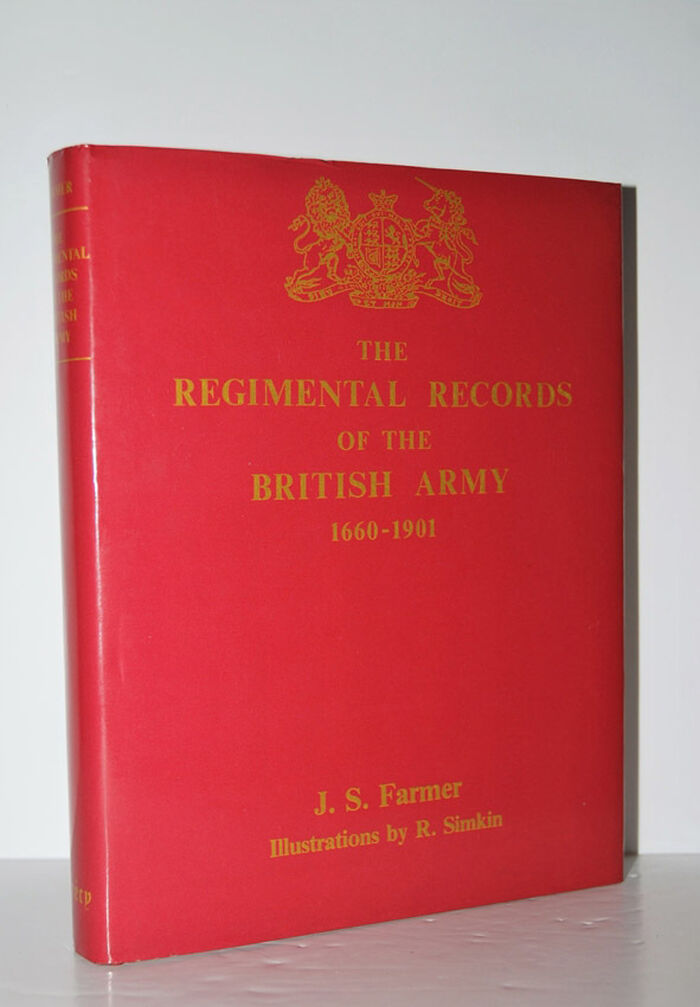 THE
REGIMENTAL RECORDS
OF THE
BRITISH ARMY
1660-1901
J. S. Farmer
Illustrations by R. Simkin